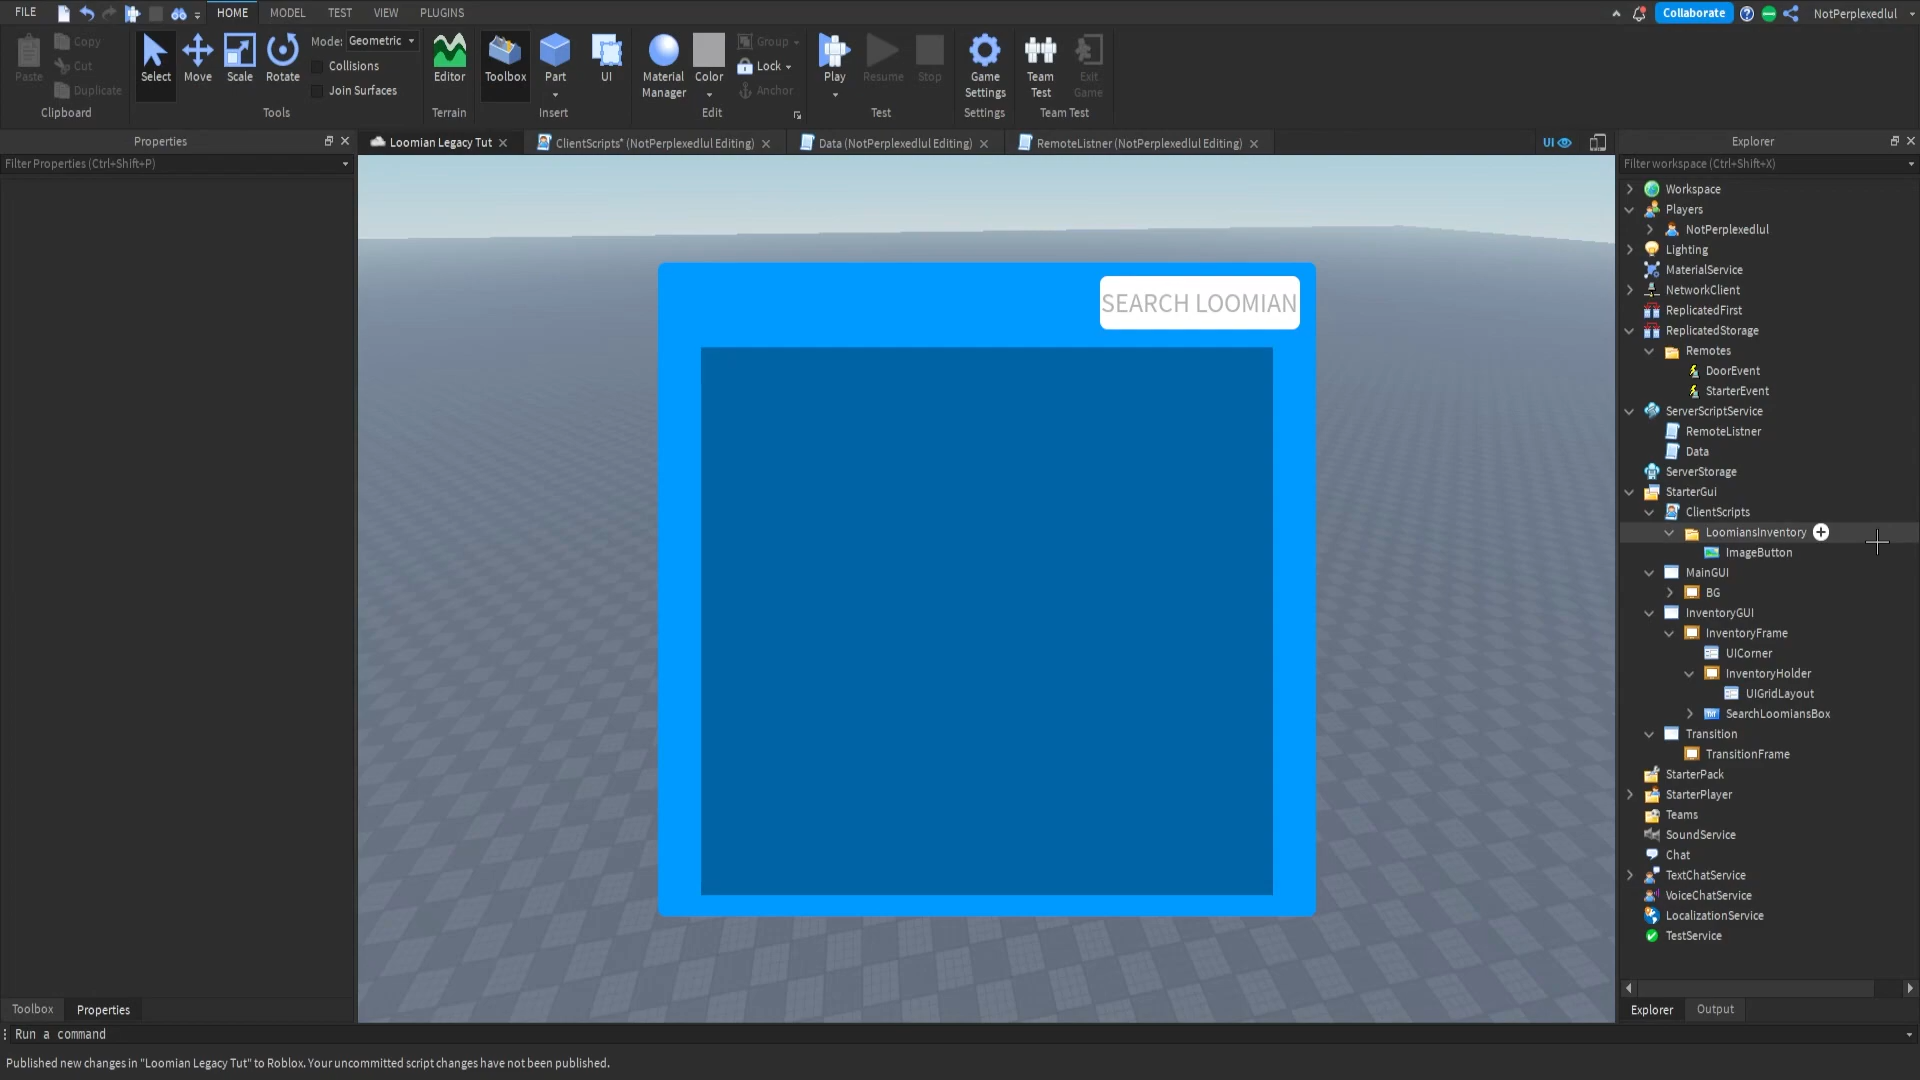 FILE
HOME
MODEL
TEST
VIEW
PLUGINS
Collaborate
NotPerplexedlul
Paste
Copy
Cut
Duplicate
Clipboard
Select
Move
Scale
Rotate
Mode: Geometric
Collisions
Join Surfaces
Tools
Editor
Terrain
Toolbox
Part
UI
Insert
Material Manager
Color
Group
Lock
Anchor
Edit
Play
Resume
Stop
Test
Game Settings
Settings
Team Test
Exit Game
Team Test
Properties
Filter Properties (Ctrl+Shift+P)
Loomian Legacy Tut
ClientScripts* (NotPerplexedlul Editing)
Data (NotPerplexedlul Editing)
RemoteListner (NotPerplexedlul Editing)
UI
SEARCH LOOMIAN
Explorer
Filter workspace (Ctrl+Shift+X)
Workspace
Players
NotPerplexedlul
Lighting
MaterialService
NetworkClient
ReplicatedFirst
ReplicatedStorage
Remotes
DoorEvent
StarterEvent
ServerScriptService
RemoteListner
Data
ServerStorage
StarterGui
ClientScripts
LoomiansInventory
ImageButton
MainGUI
BG
InventoryGUI
InventoryFrame
UICorner
InventoryHolder
UIGridLayout
SearchLoomiansBox
Transition
TransitionFrame
StarterPack
StarterPlayer
Teams
SoundService
Chat
TextChatService
VoiceChatService
LocalizationService
TestService
Toolbox
Properties
Explorer
Output
Run a command
Published new changes in "Loomian Legacy Tut" to Roblox. Your uncommitted script changes have not been published.